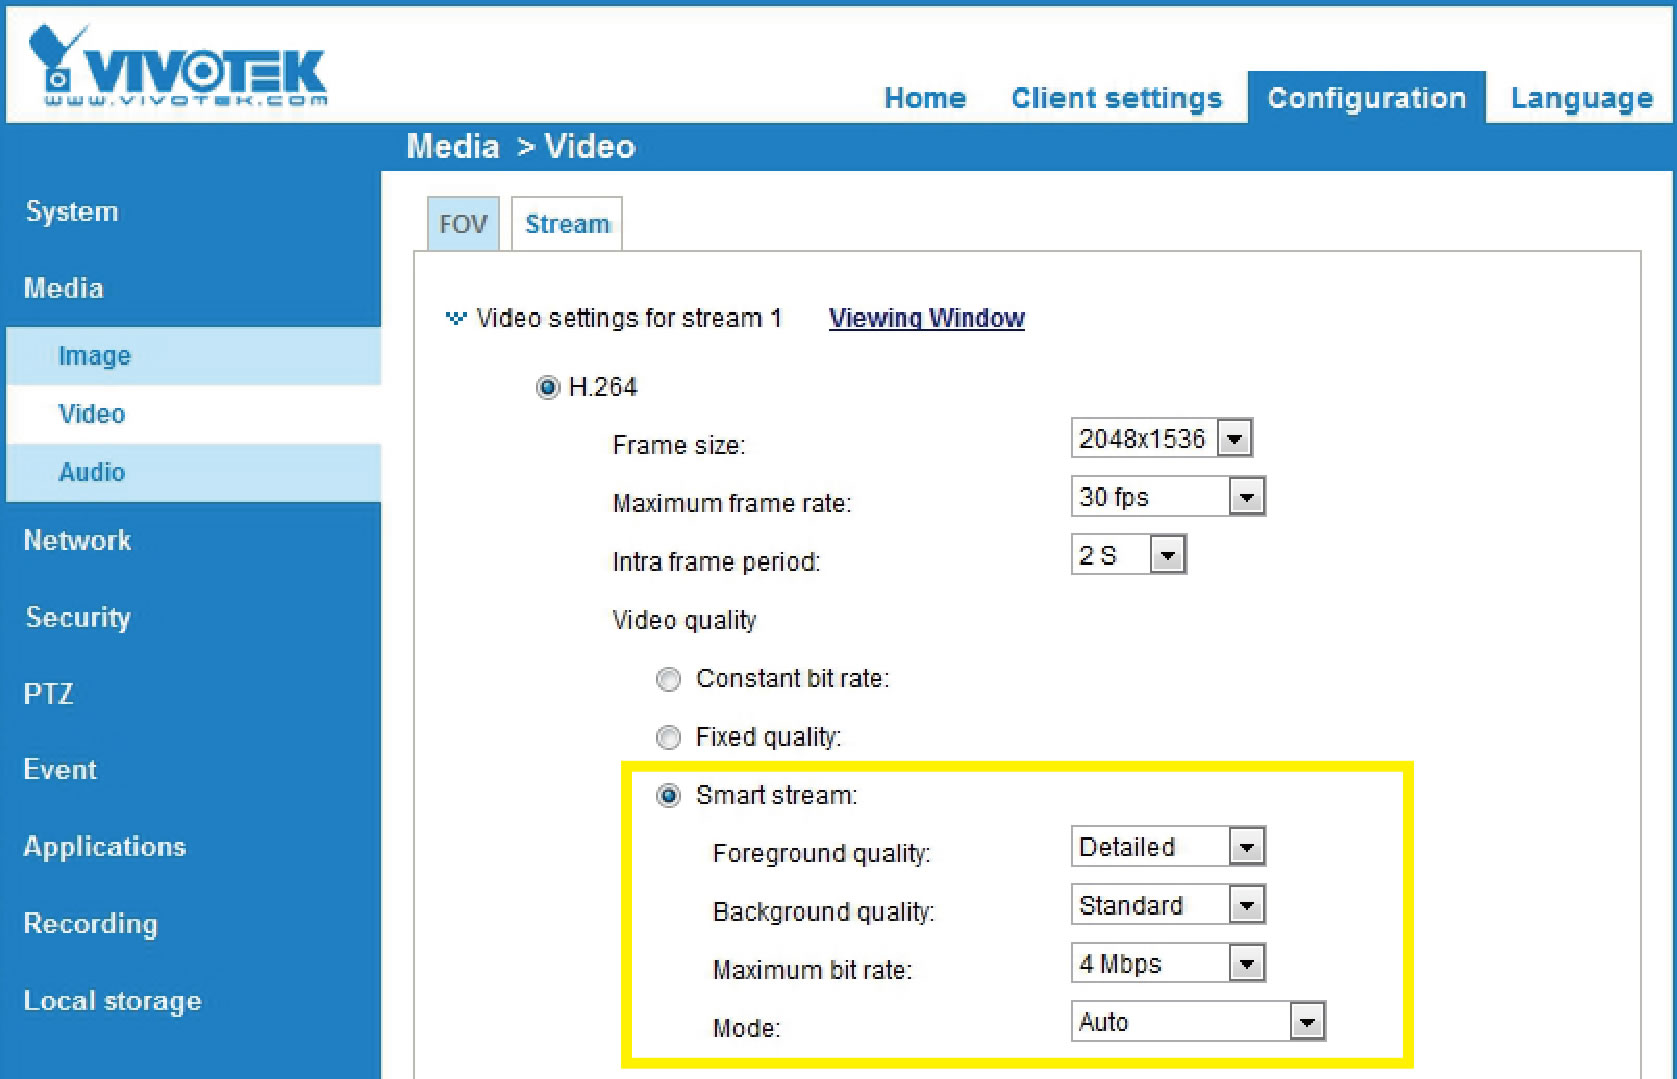 VIVOTEK
www.vivotek.com
Home Client settings Configuration Language
Media > Video
System
Media
Image
Video
Audio
Network
Security
PTZ
Event
Applications
Recording
Local storage
FOV Stream
Video settings for stream 1 Viewing Window
H.264
Frame size: 2048x1536
Maximum frame rate: 30 fps
Intra frame period: 2 S
Video quality
Constant bit rate:
Fixed quality:
Smart stream:
Foreground quality: Detailed
Background quality: Standard
Maximum bit rate: 4 Mbps
Mode: Auto